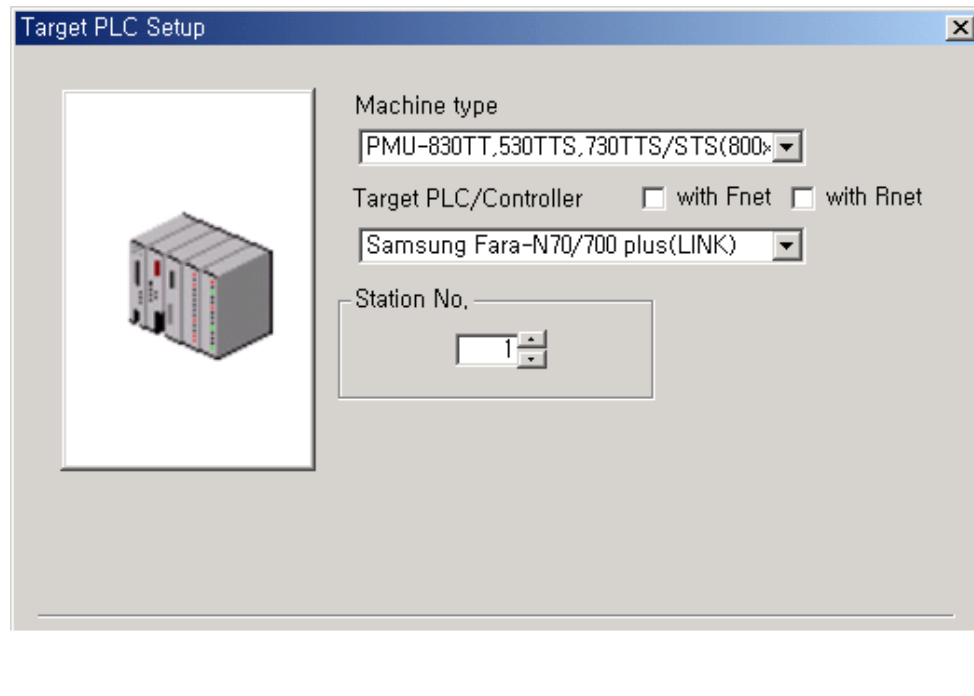 Target PLC Setup
Machine type
PMU-830TT,530TTS,730TTS/STS(800x
Target PLC/Controller with Fnet with Rnet
Samsung Fara-N70/700 plus(LINK)
Station No.
1